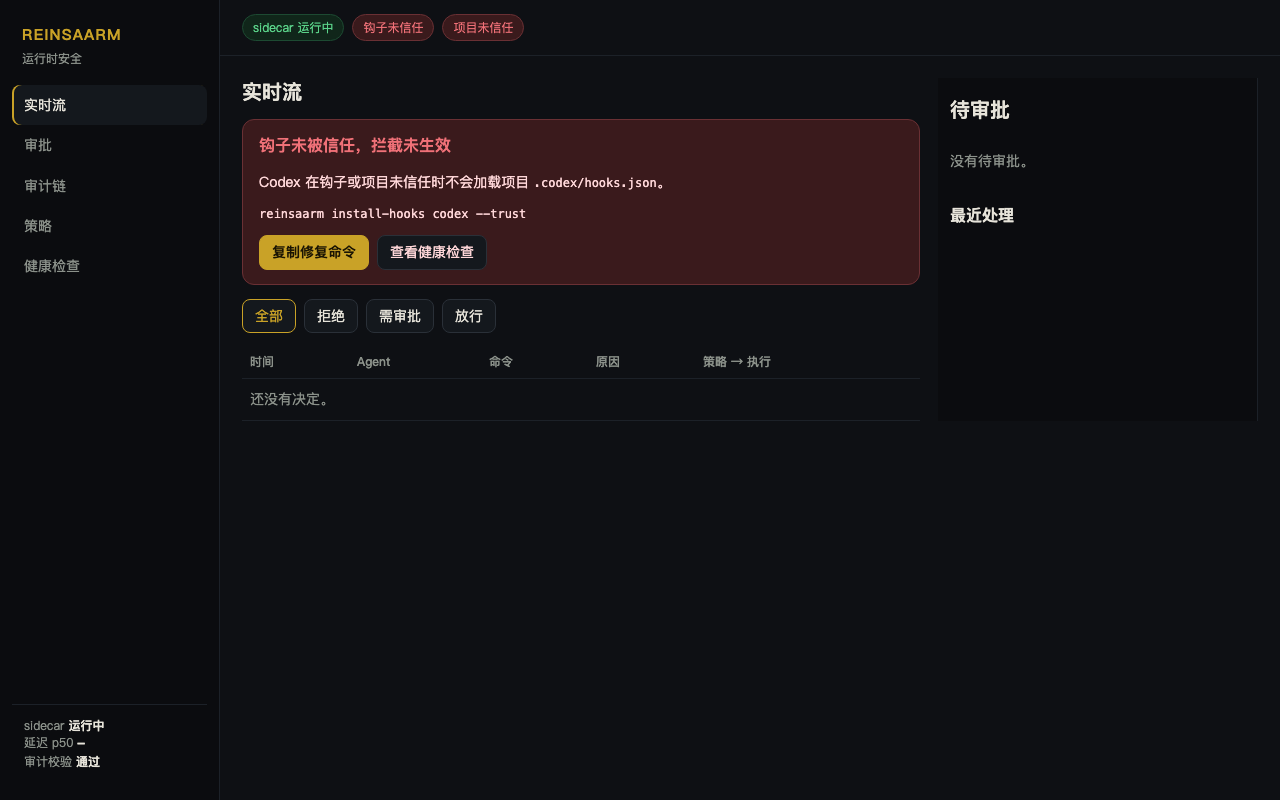 REINSAARM
运行时安全
实时流
审批
审计链
策略
健康检查
sidecar 运行中
延迟 p50 –
审计校验 通过
sidecar 运行中
钩子未信任
项目未信任
实时流
钩子未被信任，拦截未生效
Codex 在钩子或项目未信任时不会加载项目 .codex/hooks.json。
reinsaarm install-hooks codex --trust
复制修复命令
查看健康检查
全部
拒绝
需审批
放行
时间 Agent 命令 原因 策略 → 执行
还没有决定。
待审批
没有待审批。
最近处理